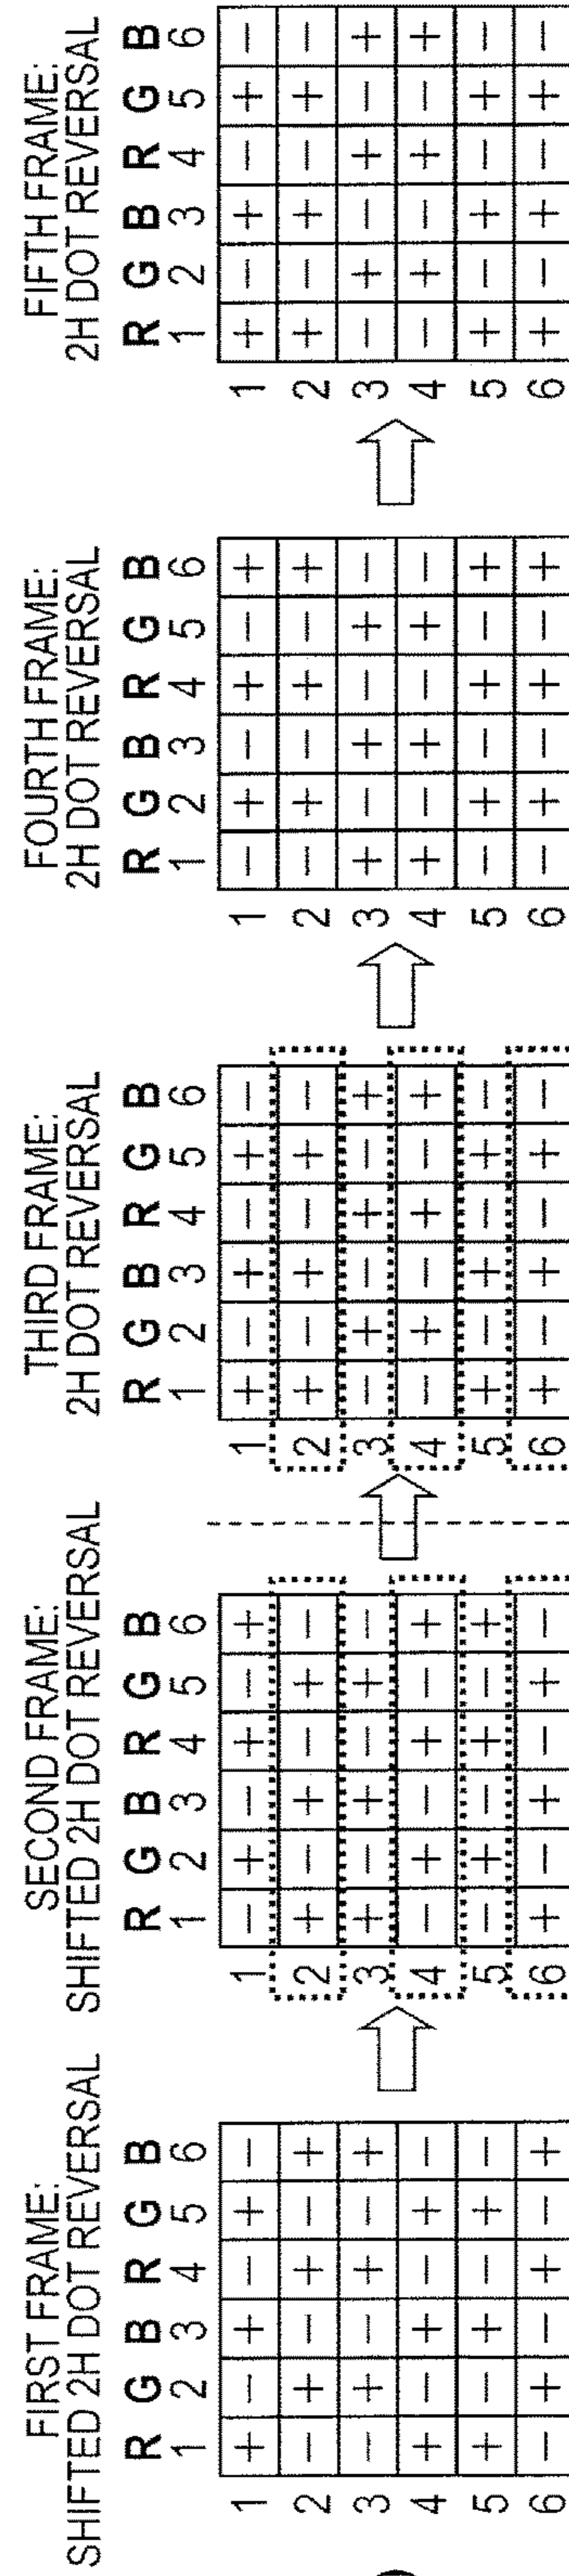 FIRST FRAME:
SHIFTED 2H DOT REVERSAL
R G B R G B
1 2 3 4 5 6
1 + − + − + −
2 − + − + − +
3 − + − + − +
4 + − + − + −
5 + − + − + −
6 − + − + − +
SECOND FRAME:
SHIFTED 2H DOT REVERSAL
R G B R G B
1 2 3 4 5 6
1 − + − + − +
2 + − + − + −
3 + − + − + −
4 − + − + − +
5 − + − + − +
6 + − + − + −
THIRD FRAME:
2H DOT REVERSAL
R G B R G B
1 2 3 4 5 6
1 + − + − + −
2 + − + − + −
3 − + − + − +
4 − + − + − +
5 + − + − + −
6 + − + − + −
FOURTH FRAME:
2H DOT REVERSAL
R G B R G B
1 2 3 4 5 6
1 − + − + − +
2 − + − + − +
3 + − + − + −
4 + − + − + −
5 − + − + − +
6 − + − + − +
FIFTH FRAME:
2H DOT REVERSAL
R G B R G B
1 2 3 4 5 6
1 + − + − + −
2 + − + − + −
3 − + − + − +
4 − + − + − +
5 + − + − + −
6 + − + − + −